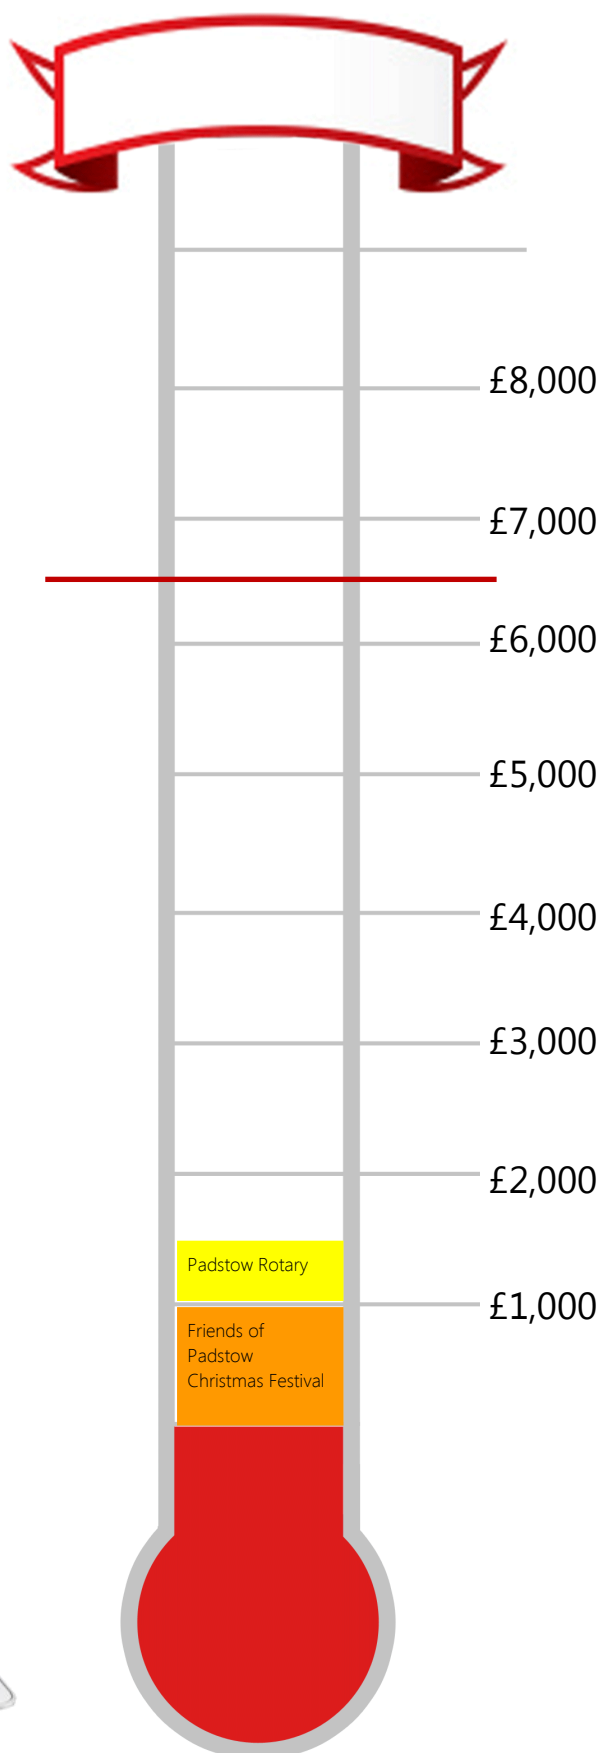 £8,000
£7,000
£6,000
£5,000
£4,000
£3,000
£2,000
Padstow Rotary
£1,000
Friends of
Padstow
Christmas Festival